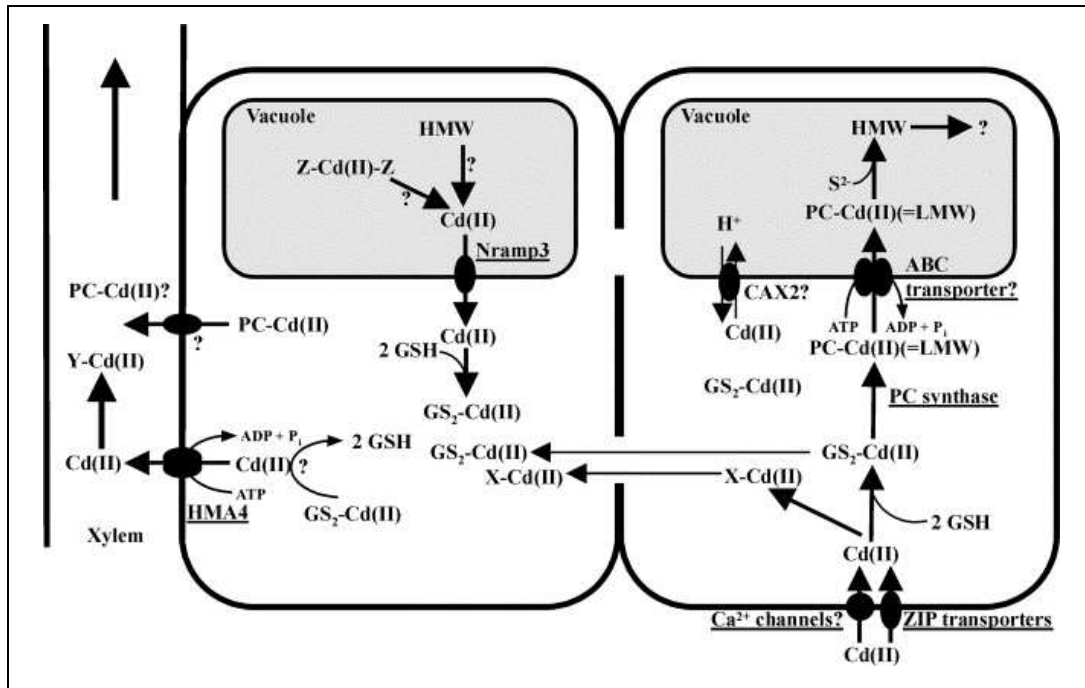 Vacuole
HMW
?
Z-Cd(II)-Z
?
Cd(II)
Nramp3
Cd(II)
2 GSH
GS₂-Cd(II)
PC-Cd(II)?
PC-Cd(II)
?
Y-Cd(II)
Cd(II)
ADP + Pᵢ
Cd(II)
?
2 GSH
ATP
HMA4
GS₂-Cd(II)
Xylem
GS₂-Cd(II)
X-Cd(II)
Vacuole
HMW
?
S²⁻
PC-Cd(II)(=LMW)
H⁺
CAX2?
Cd(II)
ABC
transporter?
ATP
ADP + Pᵢ
PC-Cd(II)(=LMW)
GS₂-Cd(II)
PC synthase
GS₂-Cd(II)
X-Cd(II)
2 GSH
Cd(II)
Ca²⁺ channels?
ZIP transporters
Cd(II)